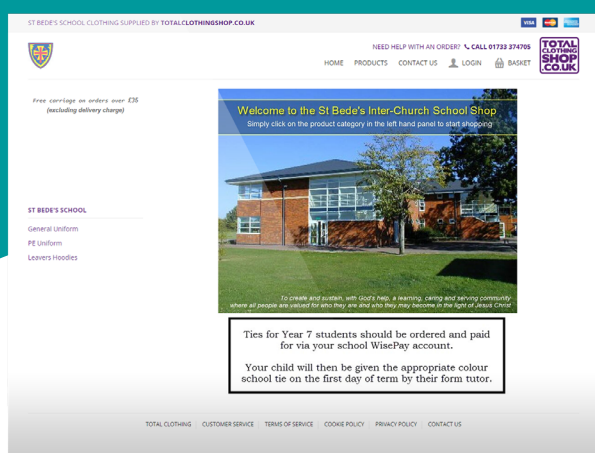 ST BEDE'S SCHOOL CLOTHING SUPPLIED BY TOTALCLOTHINGSHOP.CO.UK
VISA
NEED HELP WITH AN ORDER? CALL 01733 374705
TOTAL
CLOTHING
SHOP
.CO.UK
HOME PRODUCTS CONTACT US LOGIN BASKET
Free carriage on orders over £35
(excluding delivery charge)
Welcome to the St Bede's Inter-Church School Shop
Simply click on the product category in the left hand panel to start shopping
ST BEDE'S SCHOOL
General Uniform
PE Uniform
Leavers Hoodies
To create and sustain, with God's help, a learning, caring and serving community
where all people are valued for who they are and who they may become in the light of Jesus Christ
Ties for Year 7 students should be ordered and paid
for via your school WisePay account.
Your child will then be given the appropriate colour
school tie on the first day of term by their form tutor.
TOTAL CLOTHING CUSTOMER SERVICE TERMS OF SERVICE COOKIE POLICY PRIVACY POLICY CONTACT US